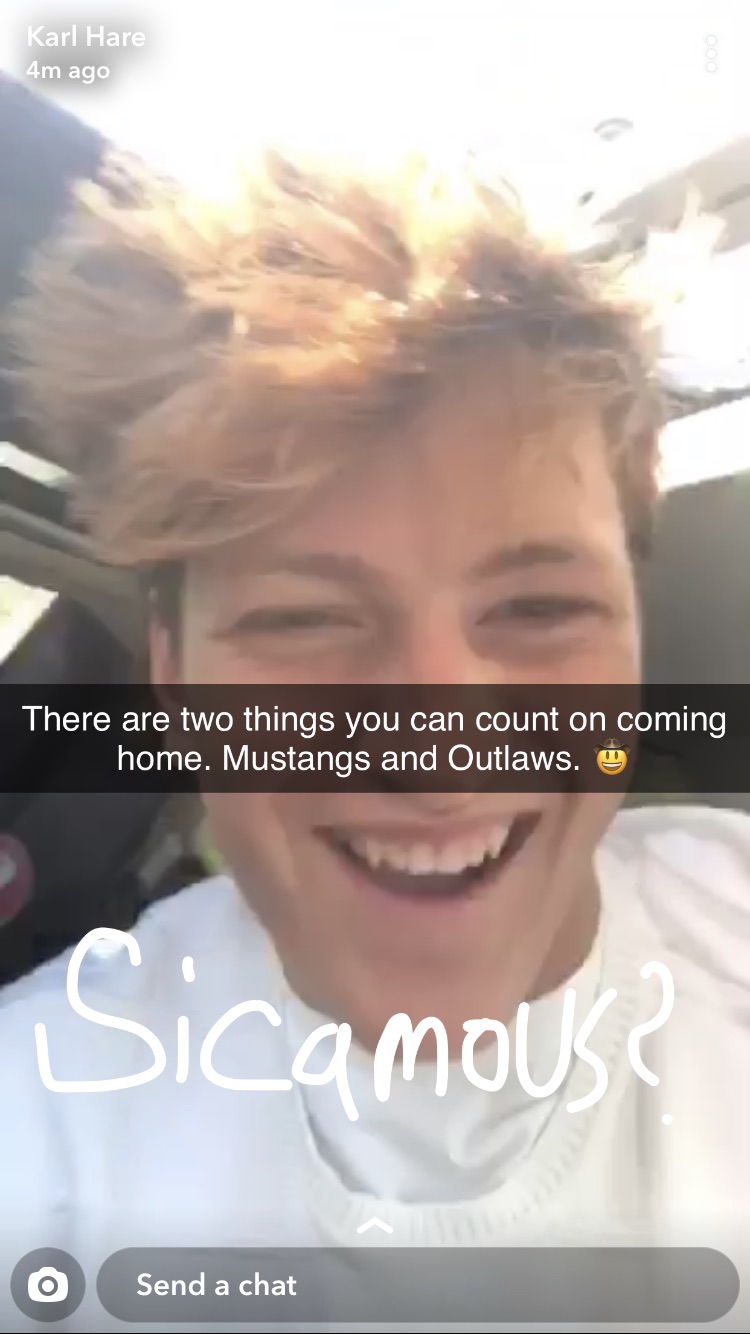 Karl Hare
4m ago
There are two things you can count on coming
home. Mustangs and Outlaws. 🤠
Sicamous?
Send a chat